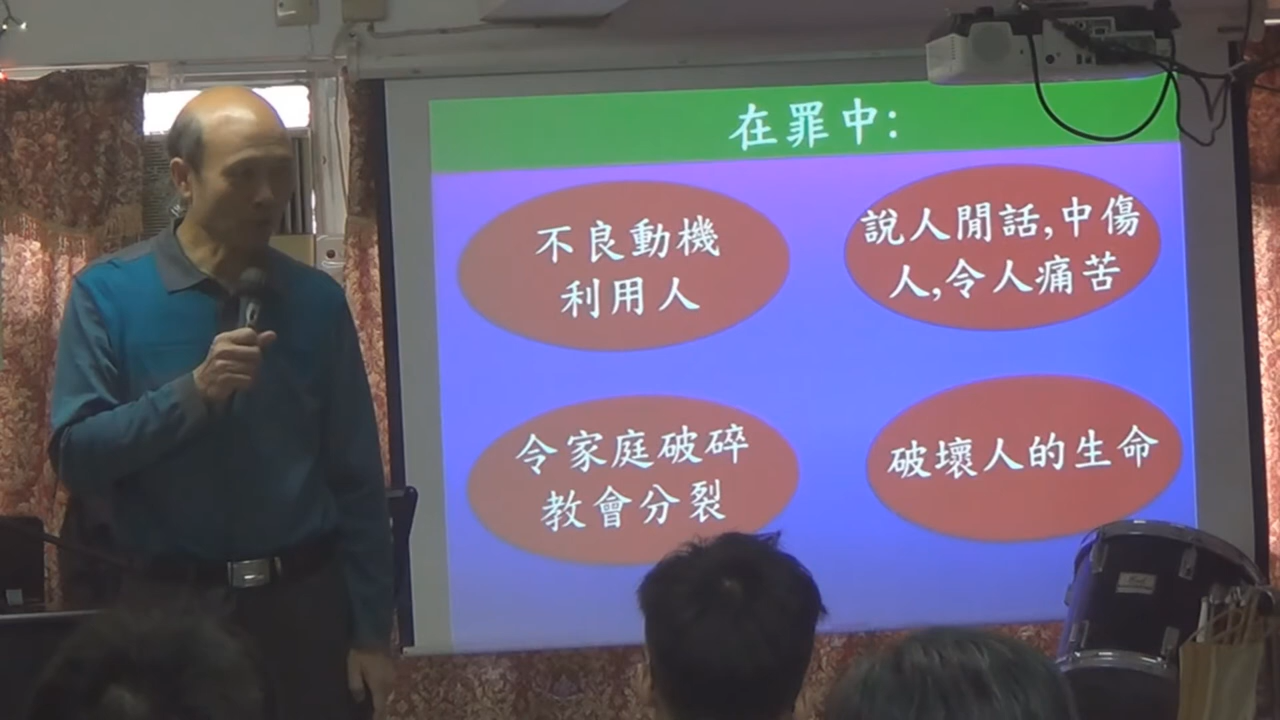 在罪中:
不良動機
利用人
說人閒話,中傷
人,令人痛苦
令家庭破碎
教會分裂
破壞人的生命